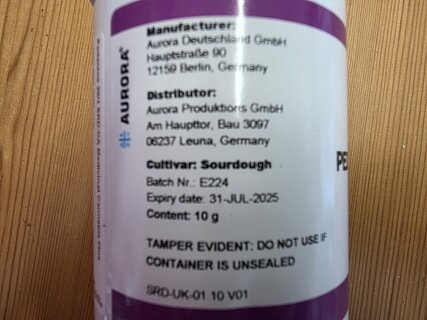 Manufacturer:
Aurora Deutschland GmbH
Hauptstraße 90
12159 Berlin, Germany
Distributor:
Aurora Produktions GmbH
Am Haupttor, Bau 3097
06237 Leuna, Germany
Cultivar: Sourdough
Batch Nr.: E224
Expiry date: 31-JUL-2025
Content: 10 g
TAMPER EVIDENT: DO NOT USE IF
CONTAINER IS UNSEALED
SRD-UK-01.10 V01
AURORA®
PE